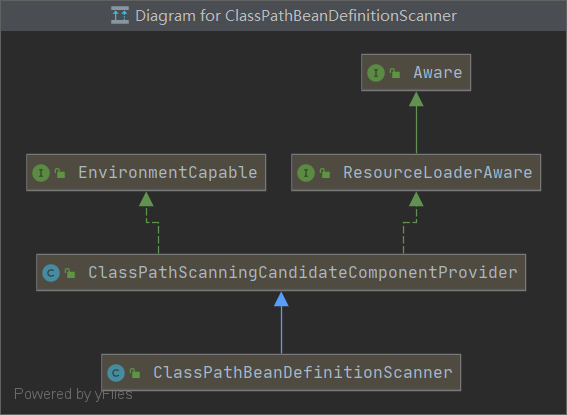 Diagram for ClassPathBeanDefinitionScanner
I Aware
I EnvironmentCapable
I ResourceLoaderAware
C ClassPathScanningCandidateComponentProvider
C ClassPathBeanDefinitionScanner
Powered by yFiles